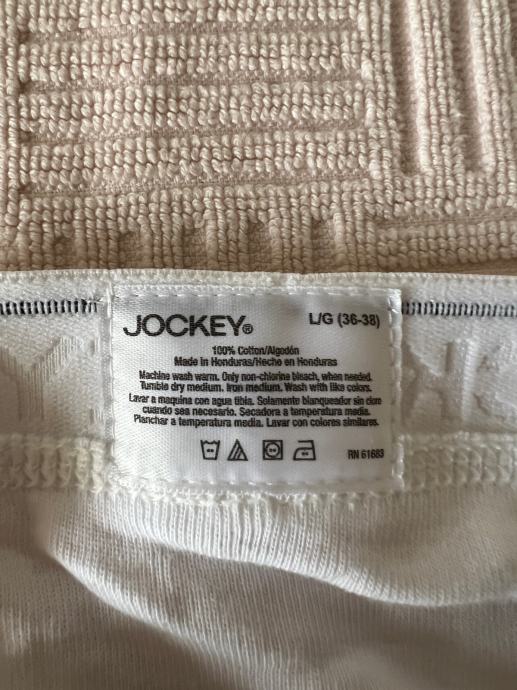 JOCKEY® L/G (36-38)
100% Cotton/Algodón
Made in Honduras/Hecho en Honduras
Machine wash warm. Only non-chlorine bleach, when needed.
Tumble dry medium. Iron medium. Wash with like colors.
Lavar a maquina con agua tibia. Solamente blanqueador sin cloro
cuando sea necesario. Secadora a temperatura media.
Planchar a temperatura media. Lavar con colores similares.
RN 61683